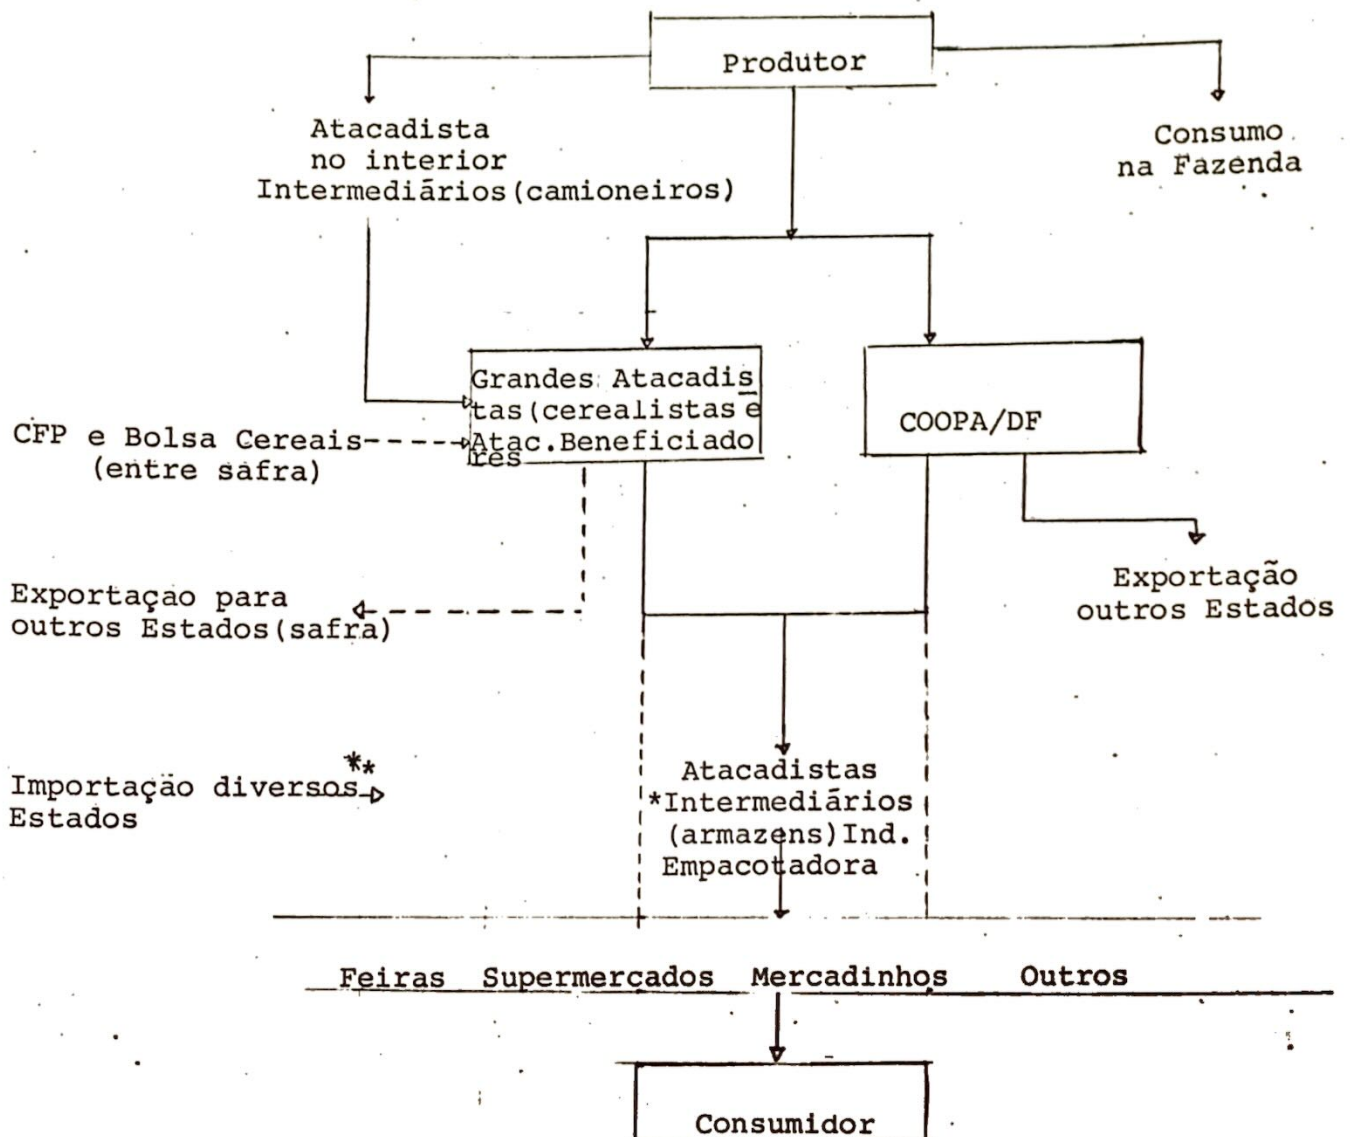 Produtor
Atacadista
no interior
Intermediários(camioneiros)
Consumo
na Fazenda
Grandes Atacadis
tas(cerealistas e
Atac.Beneficiado
res
COOPA/DF
CFP e Bolsa Cereais
(entre safra)
Exportação para
outros Estados(safra)
Exportação
outros Estados
Importação diversos**
Estados
Atacadistas
*Intermediários
(armazens)Ind.
Empacotadora
Feiras Supermercados Mercadinhos Outros
Consumidor